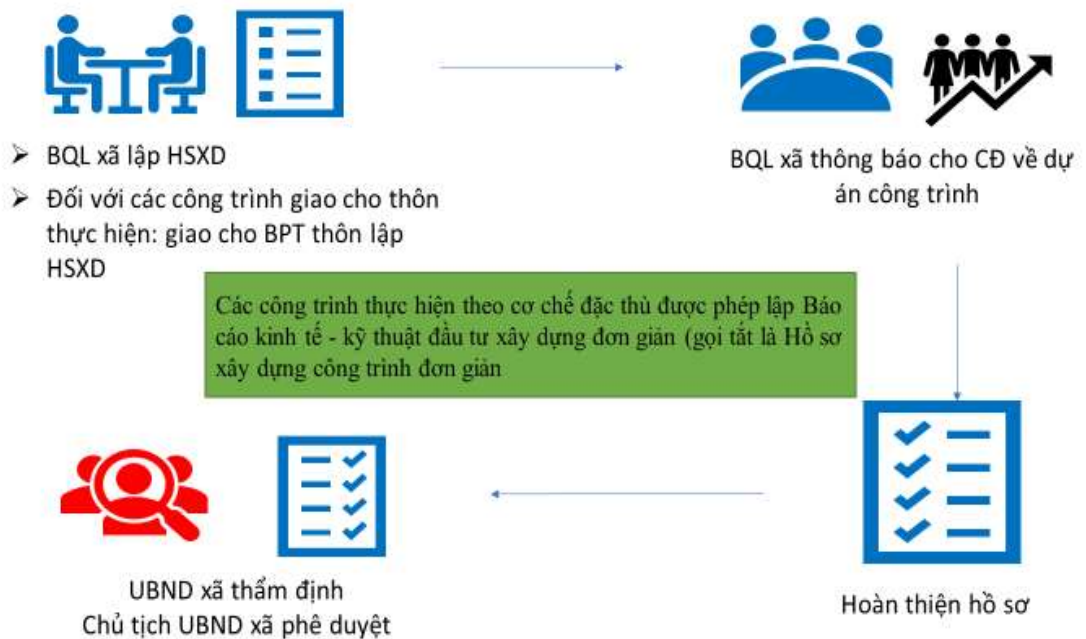 ➢ BQL xã lập HSXD
➢ Đối với các công trình giao cho thôn
thực hiện: giao cho BPT thôn lập
HSXD
BQL xã thông báo cho CĐ về dự
án công trình
Các công trình thực hiện theo cơ chế đặc thù được phép lập Báo
cáo kinh tế - kỹ thuật đầu tư xây dựng đơn giản (gọi tắt là Hồ sơ
xây dựng công trình đơn giản
Hoàn thiện hồ sơ
UBND xã thẩm định
Chủ tịch UBND xã phê duyệt